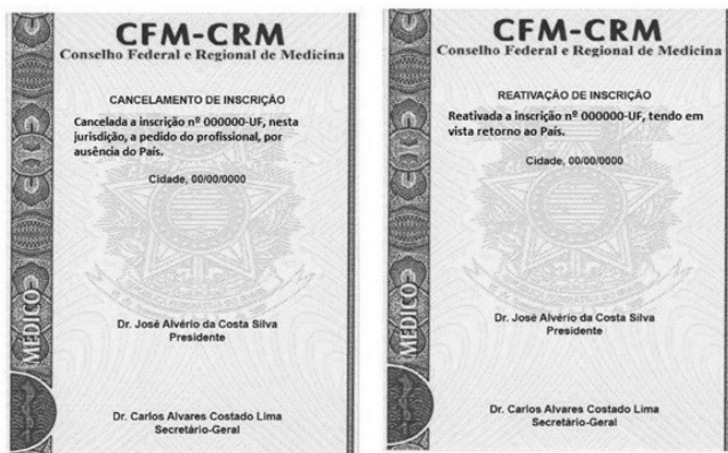 CFM-CRM
Conselho Federal e Regional de Medicina
CANCELAMENTO DE INSCRIÇÃO
Cancelada a inscrição nº 000000-UF, nesta
jurisdição, a pedido do profissional, por
ausência do País.
Cidade, 00/00/0000
MÉDICO
Dr. José Alvério da Costa Silva
Presidente
Dr. Carlos Alvares Costado Lima
Secretário-Geral
CFM-CRM
Conselho Federal e Regional de Medicina
REATIVAÇÃO DE INSCRIÇÃO
Reativada a inscrição nº 000000-UF, tendo em
vista retorno ao País.
Cidade, 00/00/0000
MÉDICO
Dr. José Alvério da Costa Silva
Presidente
Dr. Carlos Alvares Costado Lima
Secretário-Geral